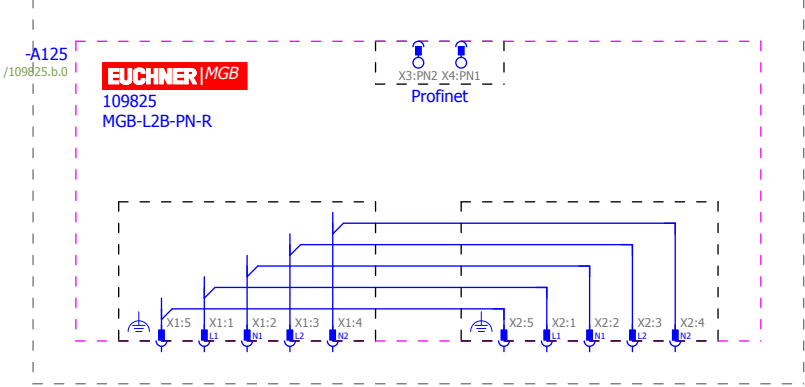 -A125
/109825.b.0
EUCHNER|MGB
109825
MGB-L2B-PN-R
X3:PN2 X4:PN1
Profinet
X1:5 X1:1 X1:2 X1:3 X1:4 X2:5 X2:1 X2:2 X2:3 X2:4
L1 N1 L2 N2 L1 N1 L2 N2